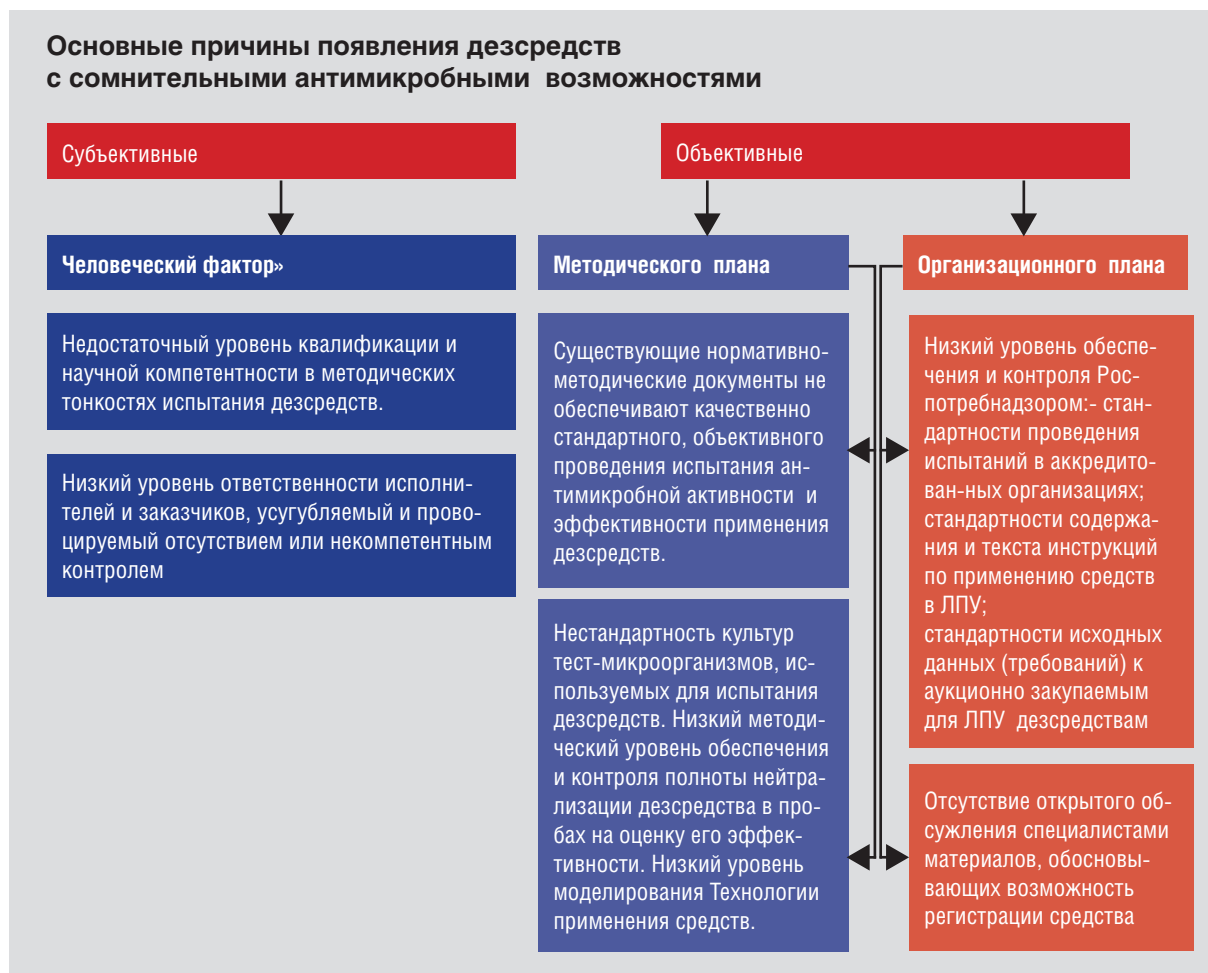 Основные причины появления дезсредств
с сомнительными антимикробными возможностями
Субъективные
Человеческий фактор»
Недостаточный уровень квалификации и
научной компетентности в методических
тонкостях испытания дезсредств.
Низкий уровень ответственности исполни-
телей и заказчиков, усугубляемый и прово-
цируемый отсутствием или некомпетентным
контролем
Объективные
Методического плана
Существующие нормативно-
методические документы не
обеспечивают качественно
стандартного, объективного
проведения испытания ан-
тимикробной активности и
эффективности применения
дезсредств.
Нестандартность культур
тест-микроорганизмов, ис-
пользуемых для испытания
дезсредств. Низкий методи-
ческий уровень обеспечения
и контроля полноты нейтра-
лизации дезсредства в про-
бах на оценку его эффек-
тивности. Низкий уровень
моделирования Технологии
применения средств.
Организационного плана
Низкий уровень обеспе-
чения и контроля Рос-
потребнадзором:- стан-
дартности проведения
испытаний в аккредито-
ван-ных организациях;
стандартности содержа-
ния и текста инструкций
по применению средств
в ЛПУ;
стандартности исходных
данных (требований) к
аукционно закупаемым
для ЛПУ дезсредствам
Отсутствие открытого об-
сужления специалистами
материалов, обосновы-
вающих возможность
регистрации средства